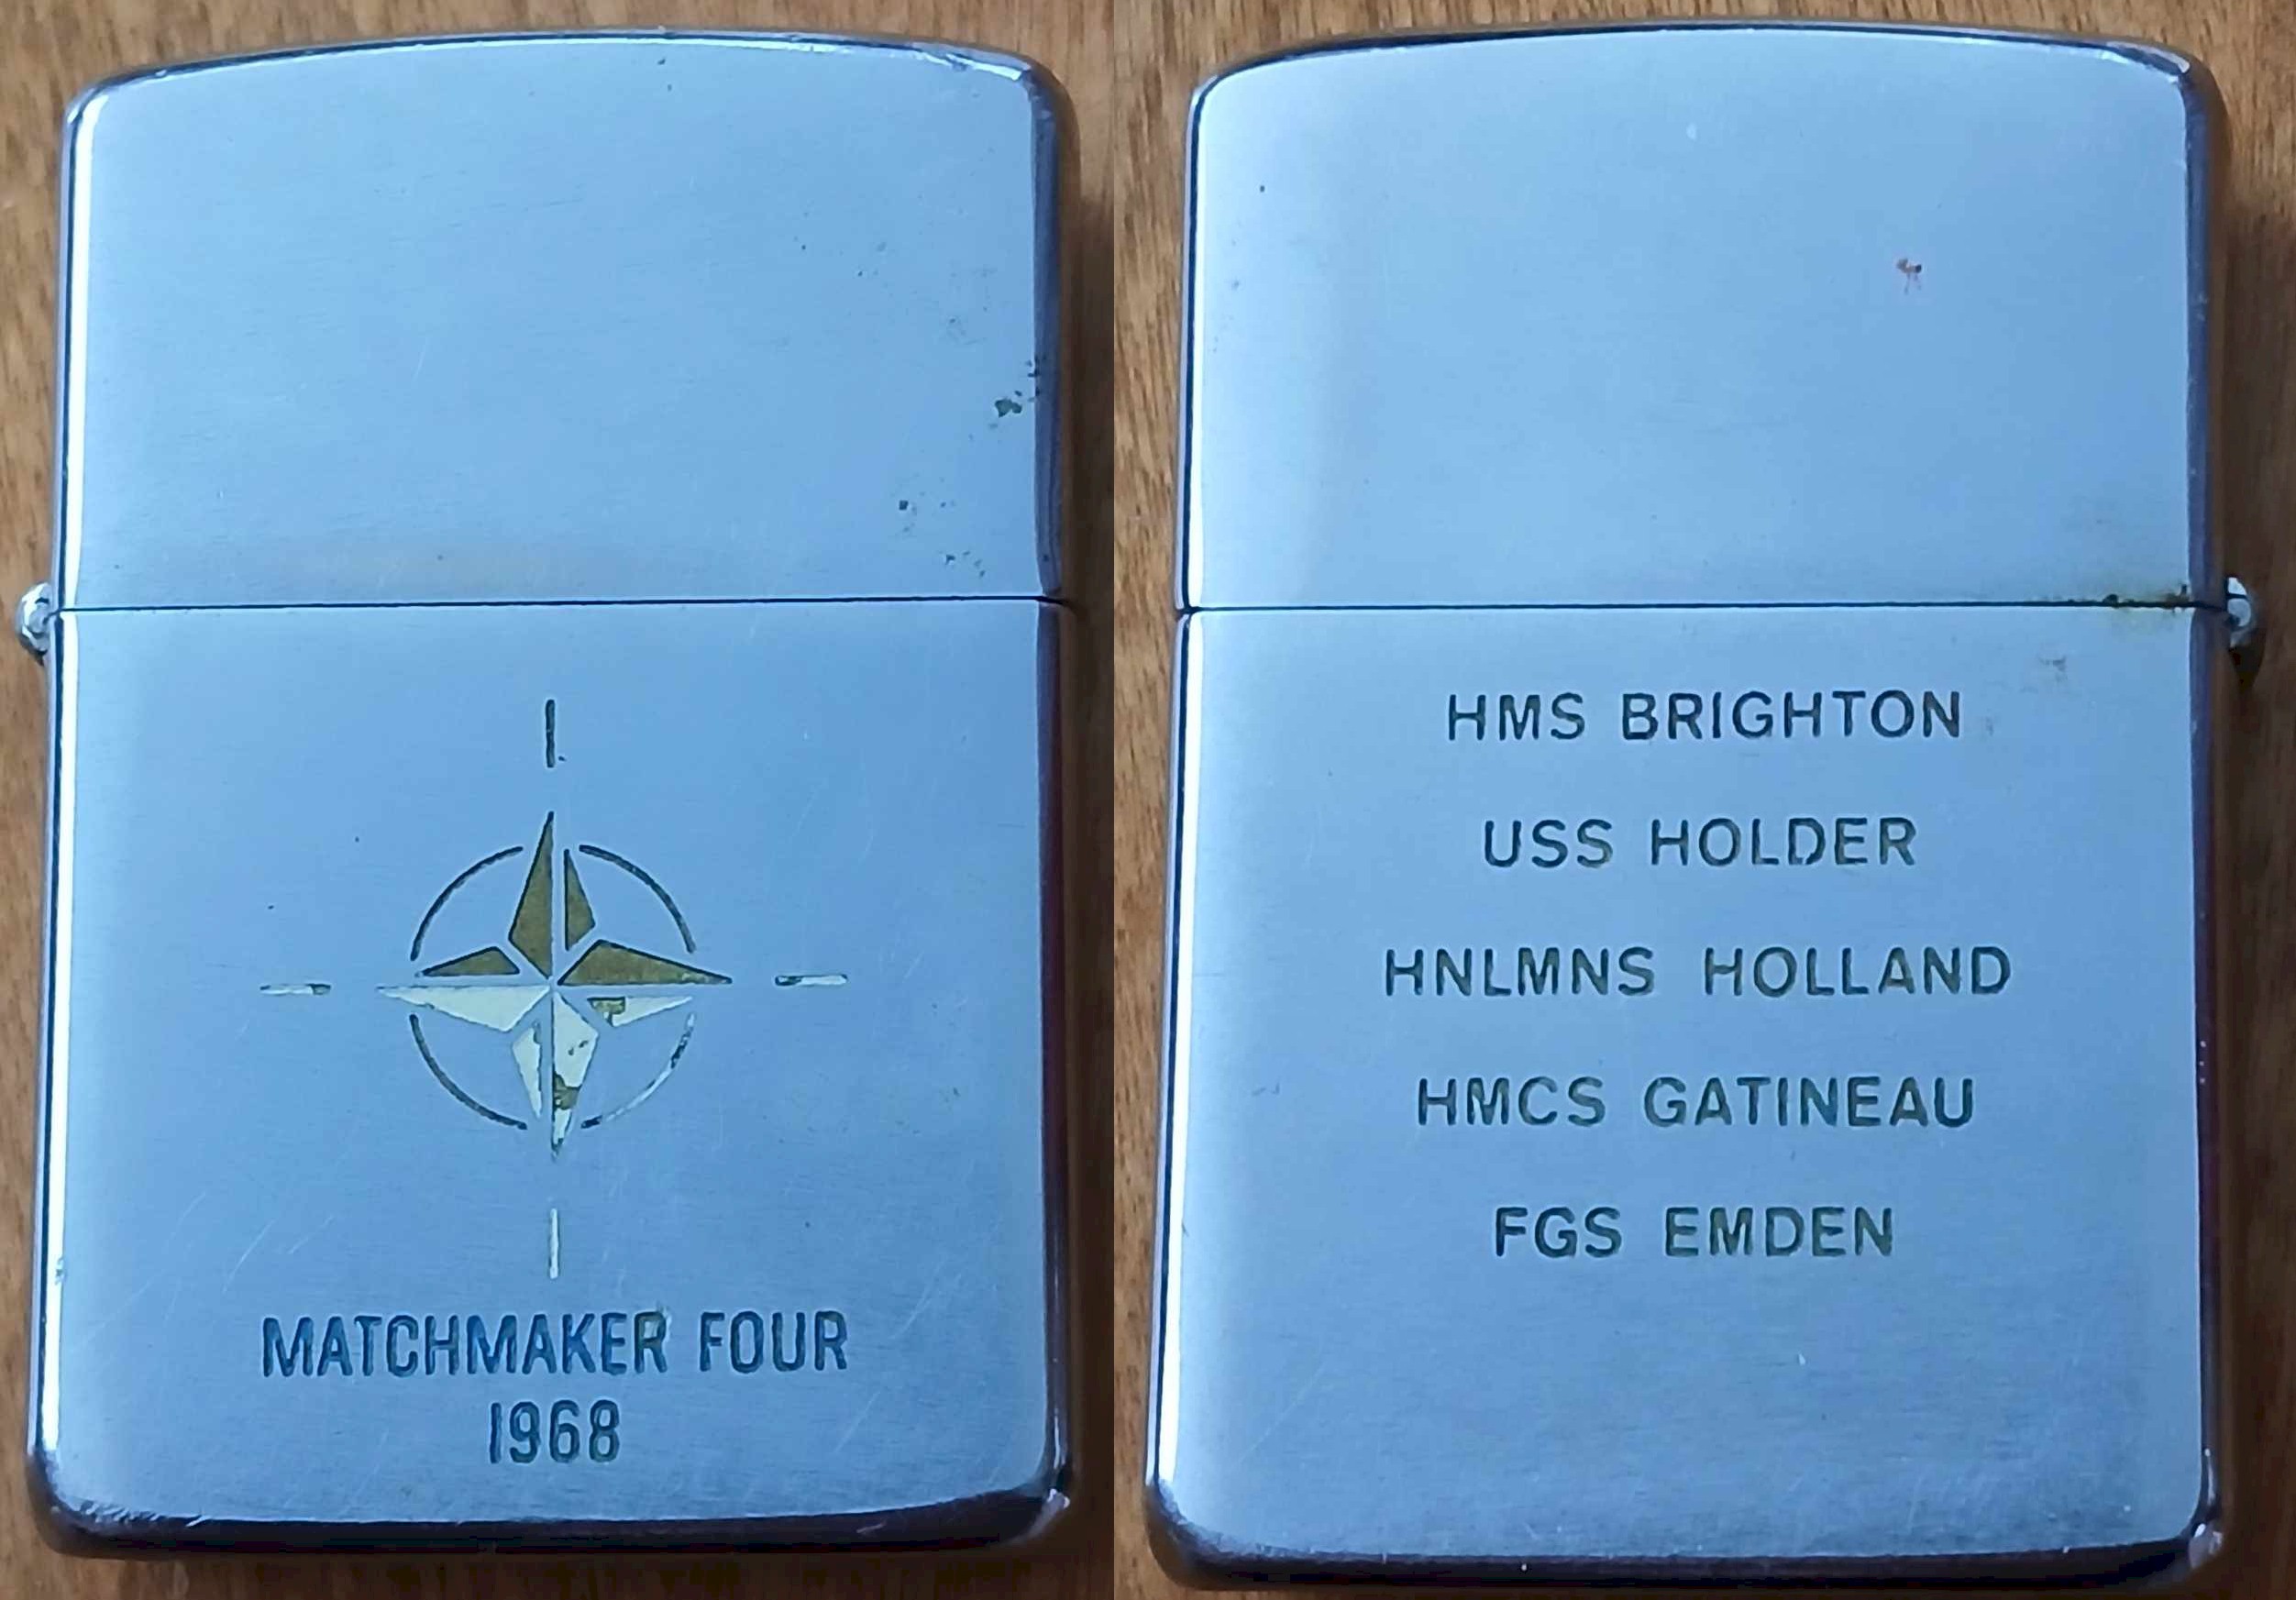 MATCHMAKER FOUR
1968
HMS BRIGHTON
USS HOLDER
HNLMNS HOLLAND
HMCS GATINEAU
FGS EMDEN